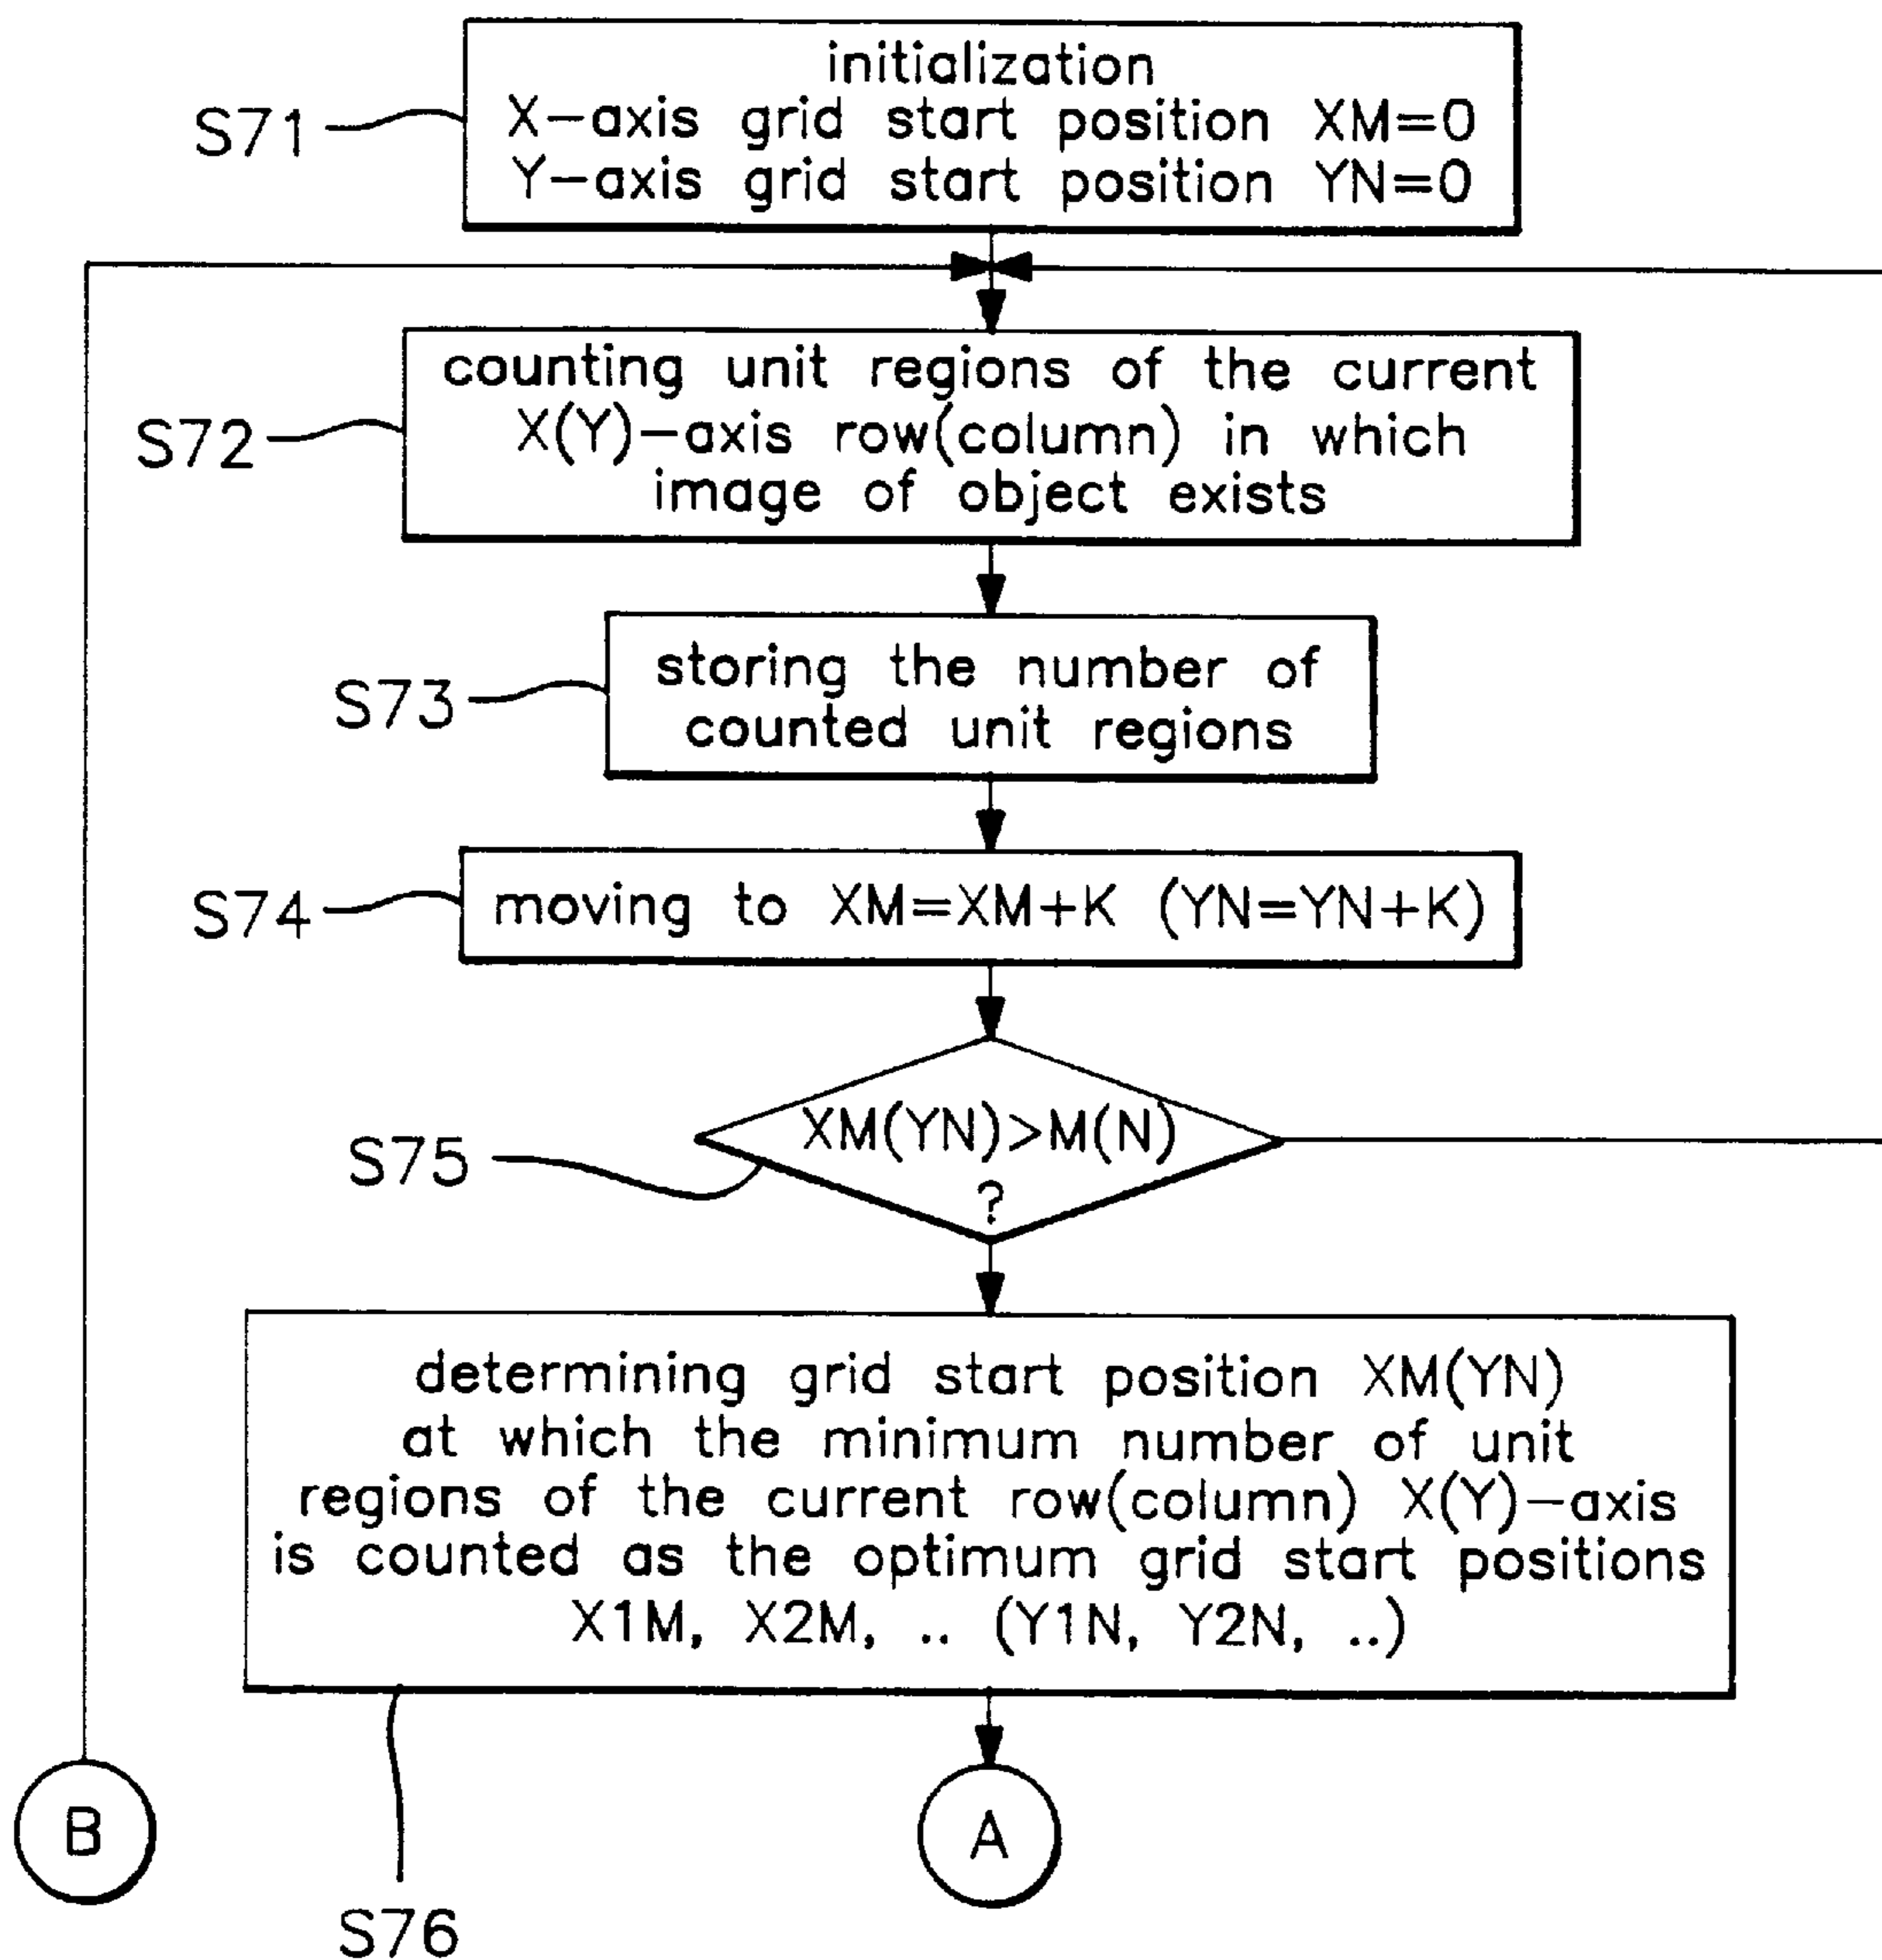 initialization
S71
X-axis grid start position XM=0
Y-axis grid start position YN=0
counting unit regions of the current
S72
X(Y)-axis row(column) in which
image of object exists
storing the number of
S73
counted unit regions
S74
moving to XM=XM+K (YN=YN+K)
XM(YN)>M(N)
S75
?
determining grid start position XM(YN)
at which the minimum number of unit
regions of the current row(column) X(Y)-axis
is counted as the optimum grid start positions
X1M, X2M, .. (Y1N, Y2N, ..)
B
A
S76